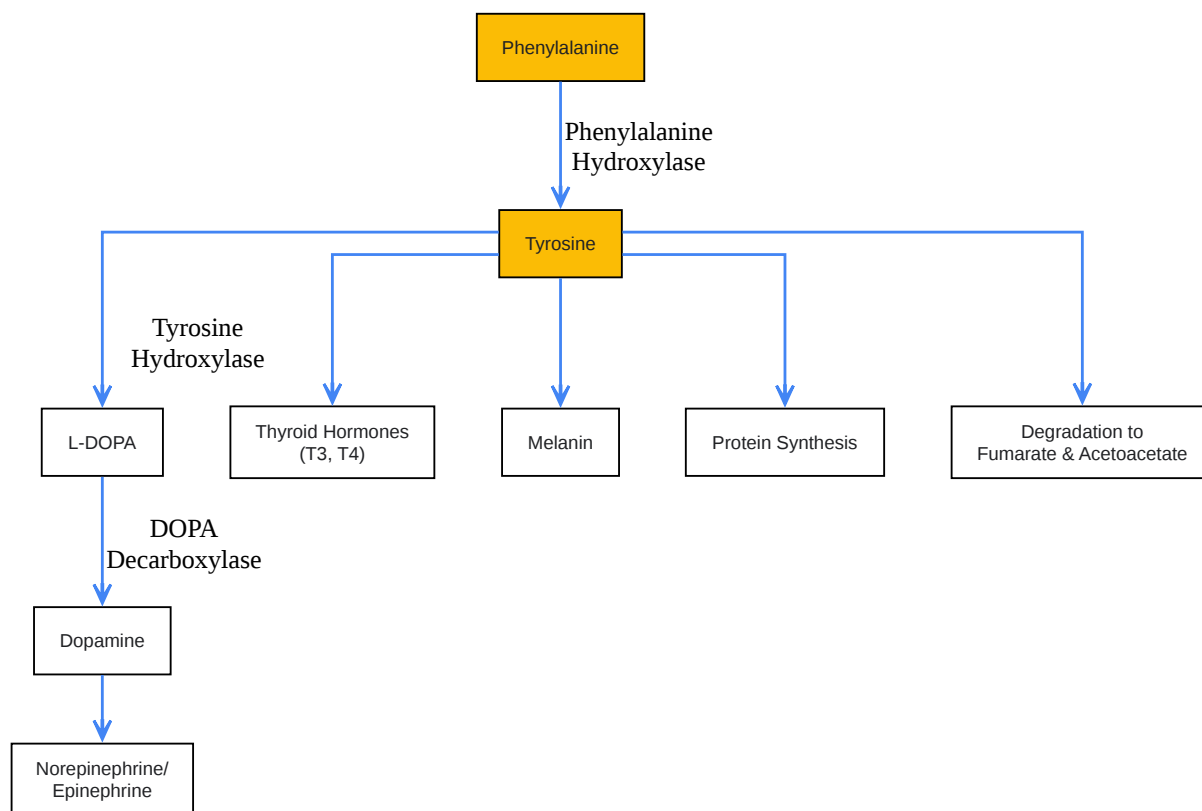 Phenylalanine
Phenylalanine
Hydroxylase
Tyrosine
Tyrosine
Hydroxylase
L-DOPA
Thyroid Hormones
(T3, T4)
Melanin
Protein Synthesis
Degradation to
Fumarate & Acetoacetate
DOPA
Decarboxylase
Dopamine
Norepinephrine/
Epinephrine